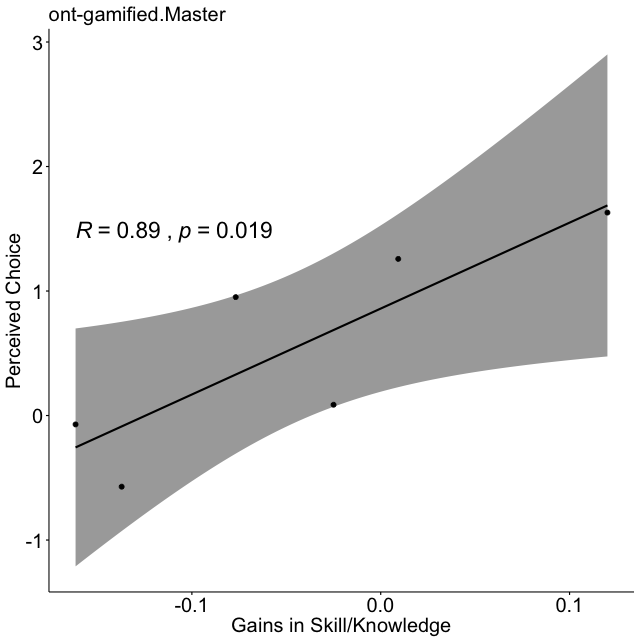 ont-gamified.Master
3
2
R = 0.89 , p = 0.019
1
Perceived Choice
0
-1
-0.1 0.0 0.1
Gains in Skill/Knowledge